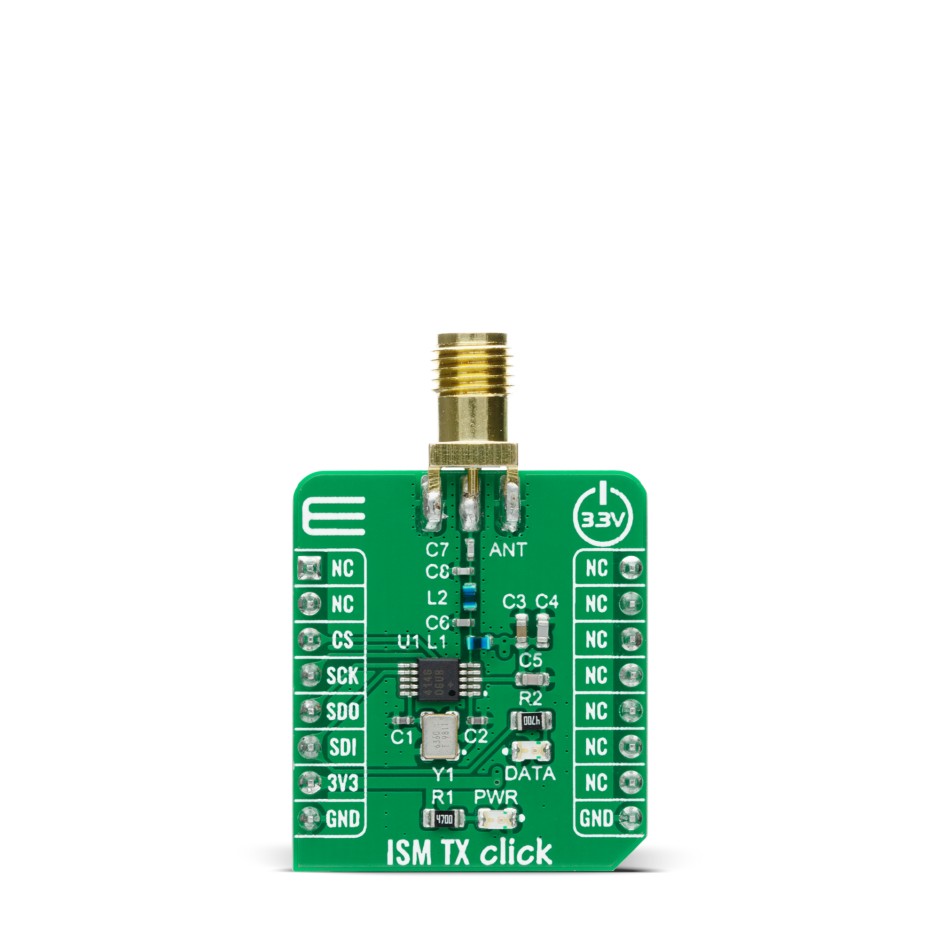 3.3V
C7 ANT
C8
L2
C6
C3 C4
U1 L1
C5
R2
4700
C1 C2
Y1 DATA
R1 PWR
4700
NC
NC
CS
SCK
SDO
SDI
3V3
GND
NC
NC
NC
NC
NC
NC
NC
GND
ISM TX click